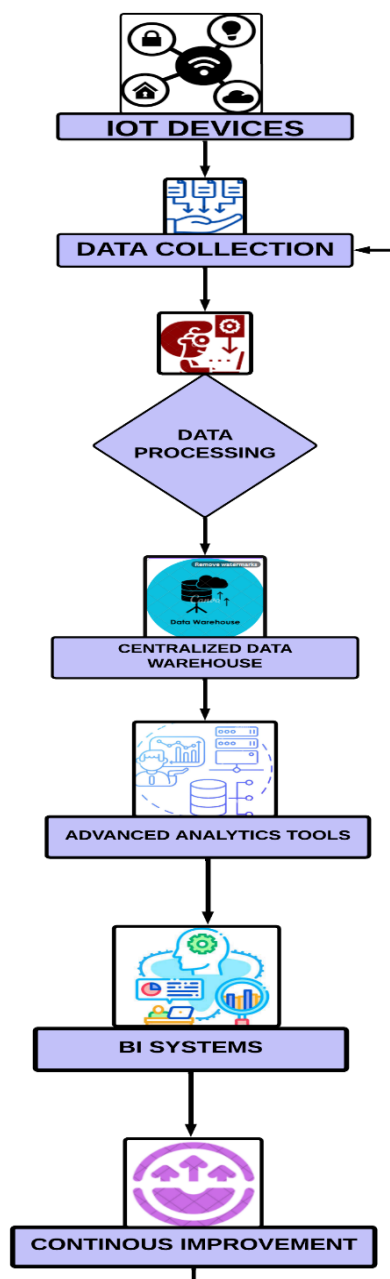 IOT DEVICES
DATA COLLECTION
DATA
PROCESSING
Remove watermarks
Data Warehouse
CENTRALIZED DATA
WAREHOUSE
ADVANCED ANALYTICS TOOLS
BI SYSTEMS
CONTINOUS IMPROVEMENT